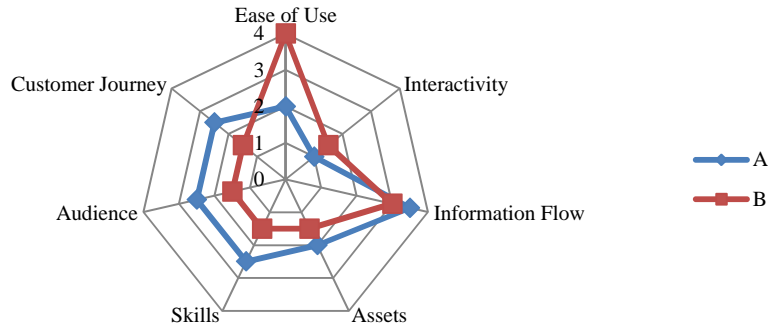 Ease of Use
4
3
2
1
0
Customer Journey
Interactivity
Audience
Information Flow
Skills
Assets
A
B